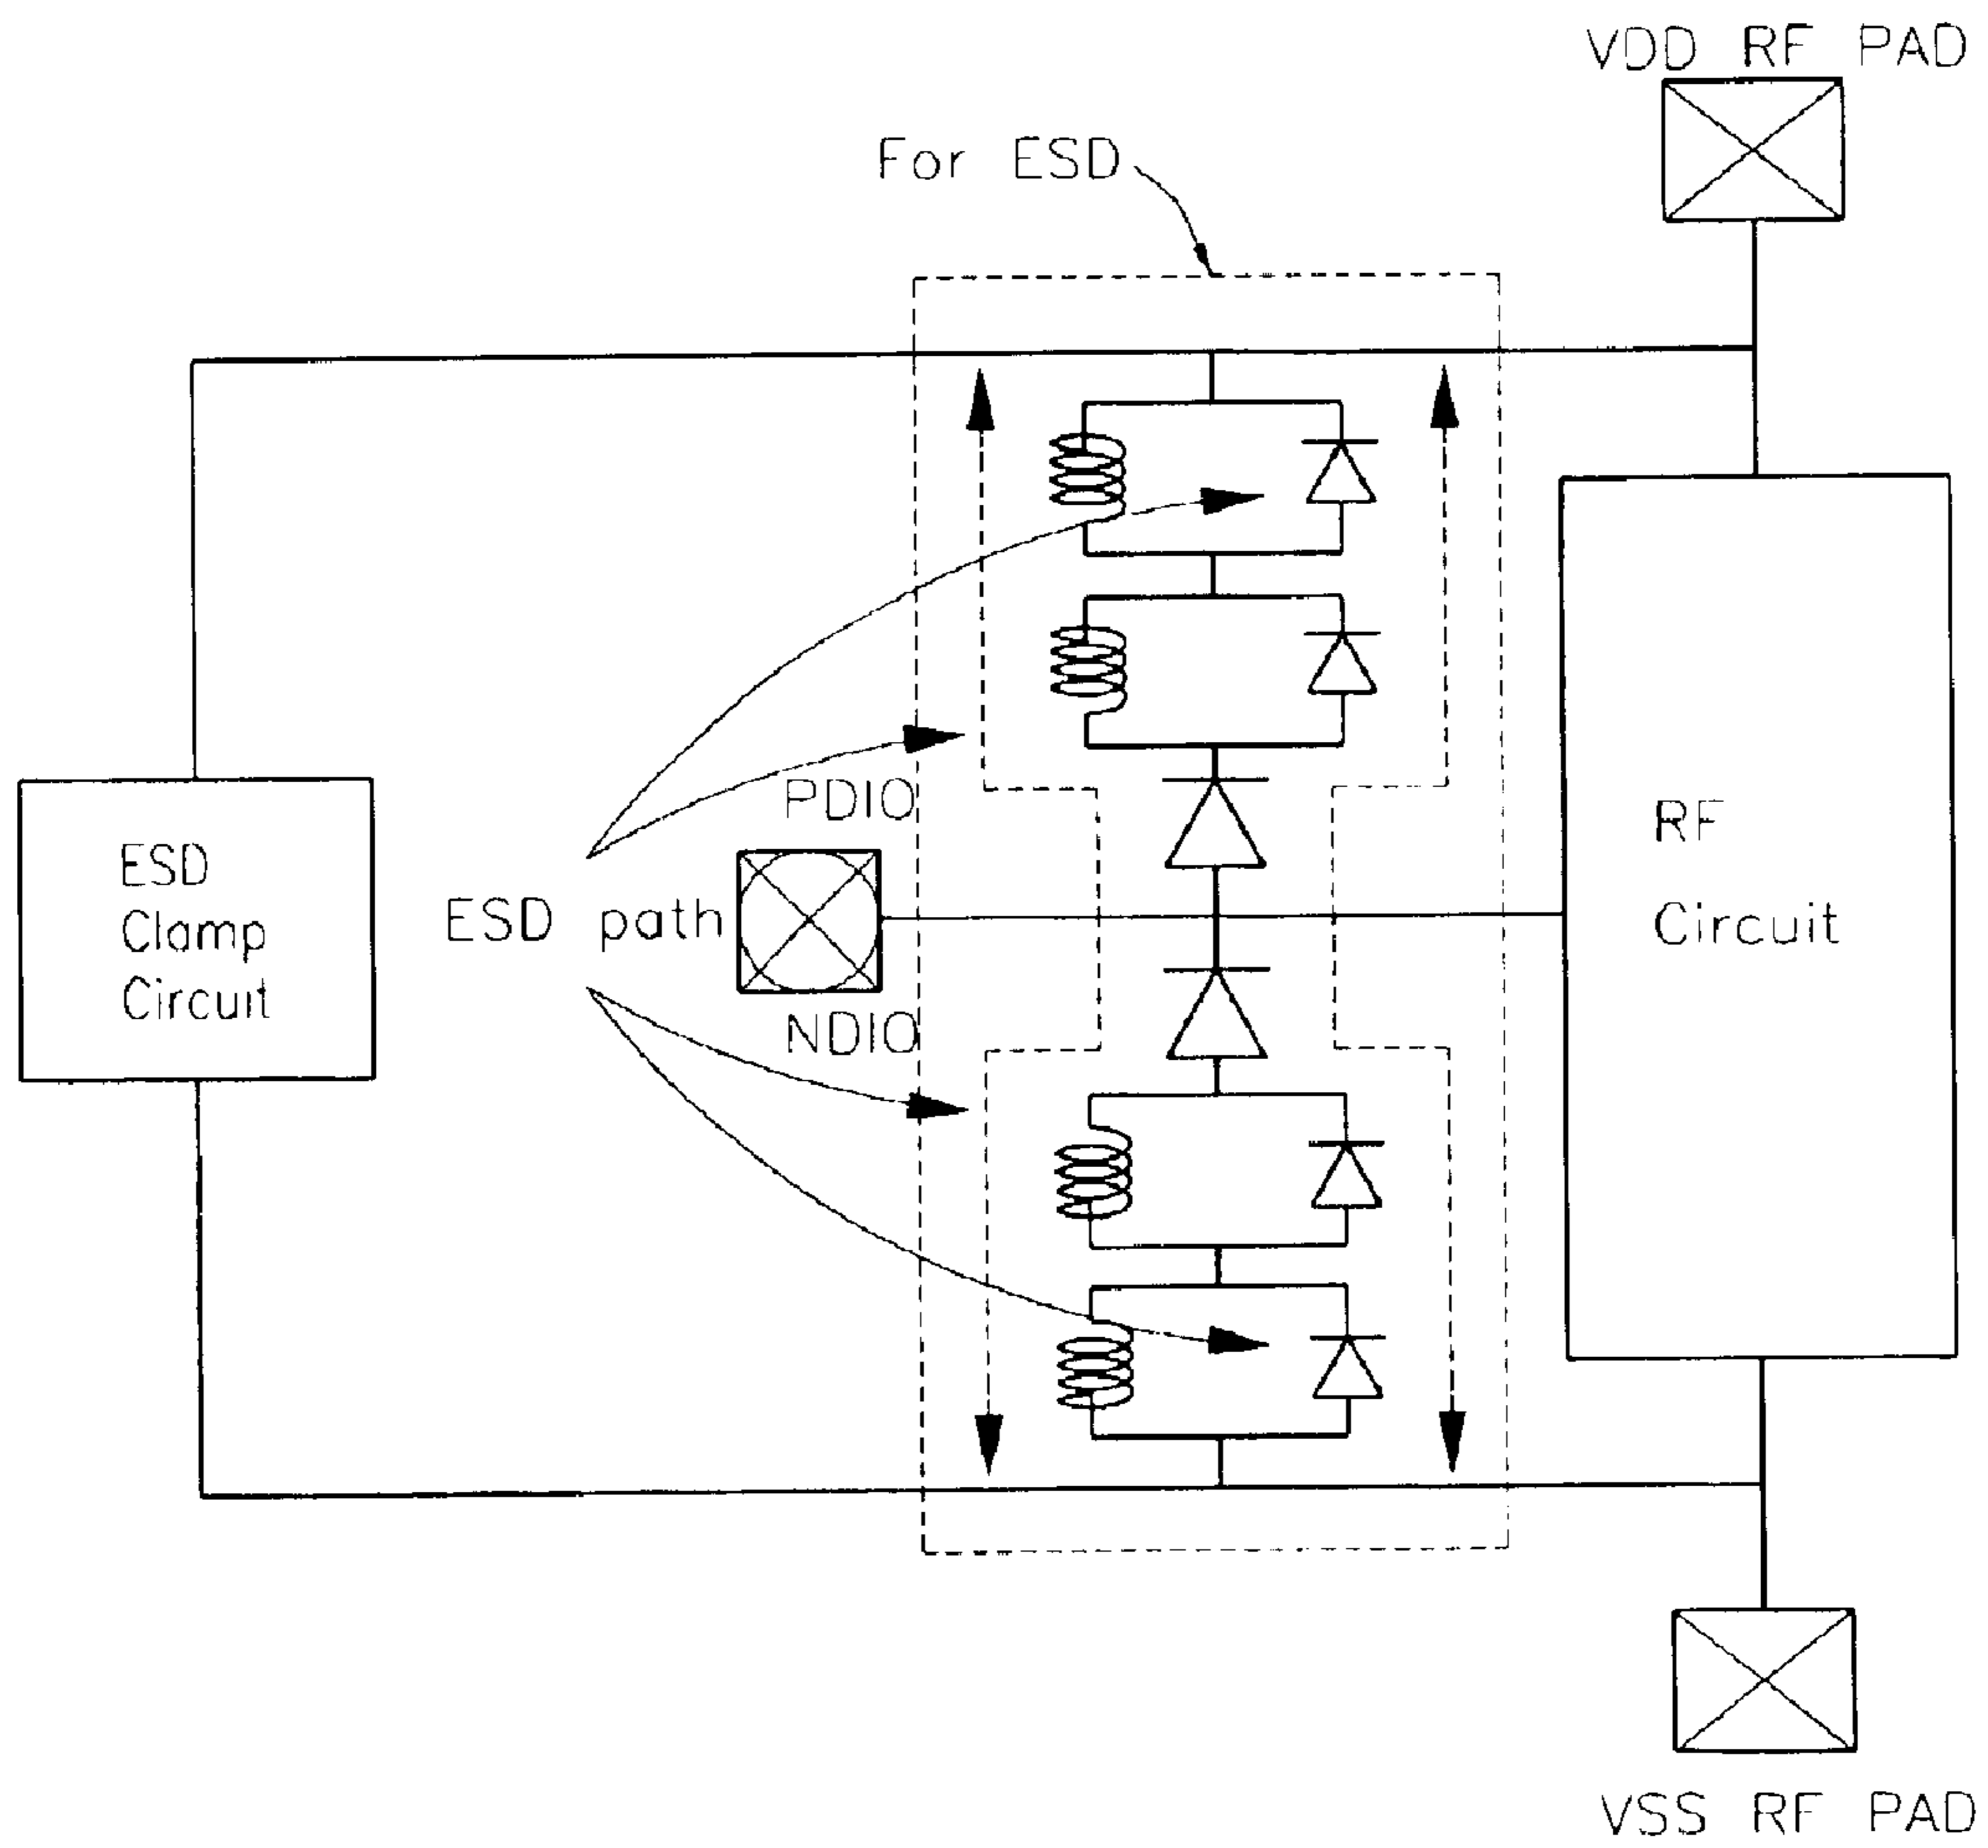 VDD RF PAD
For ESD
PDIO
ESD
Clamp
Circuit
ESD path
RF
Circuit
NDIO
VSS RF PAD